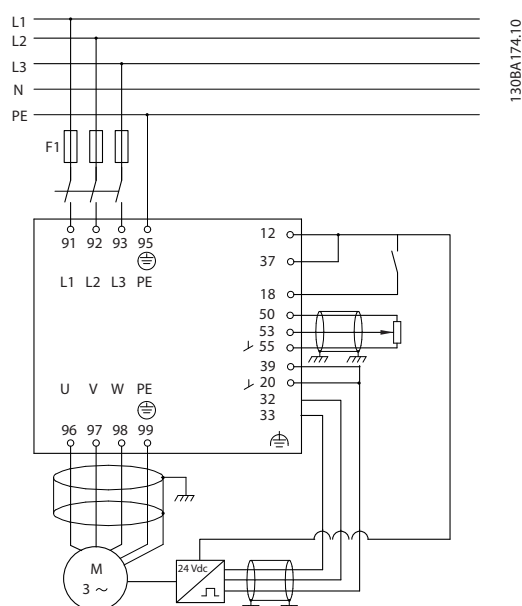 L1
L2
L3
N
PE
130BA174.10
F1
91 92 93 95
L1 L2 L3 PE
12
37
18
50
53
55
39
20
32
33
U V W PE
96 97 98 99
M
3 ~
24 Vdc